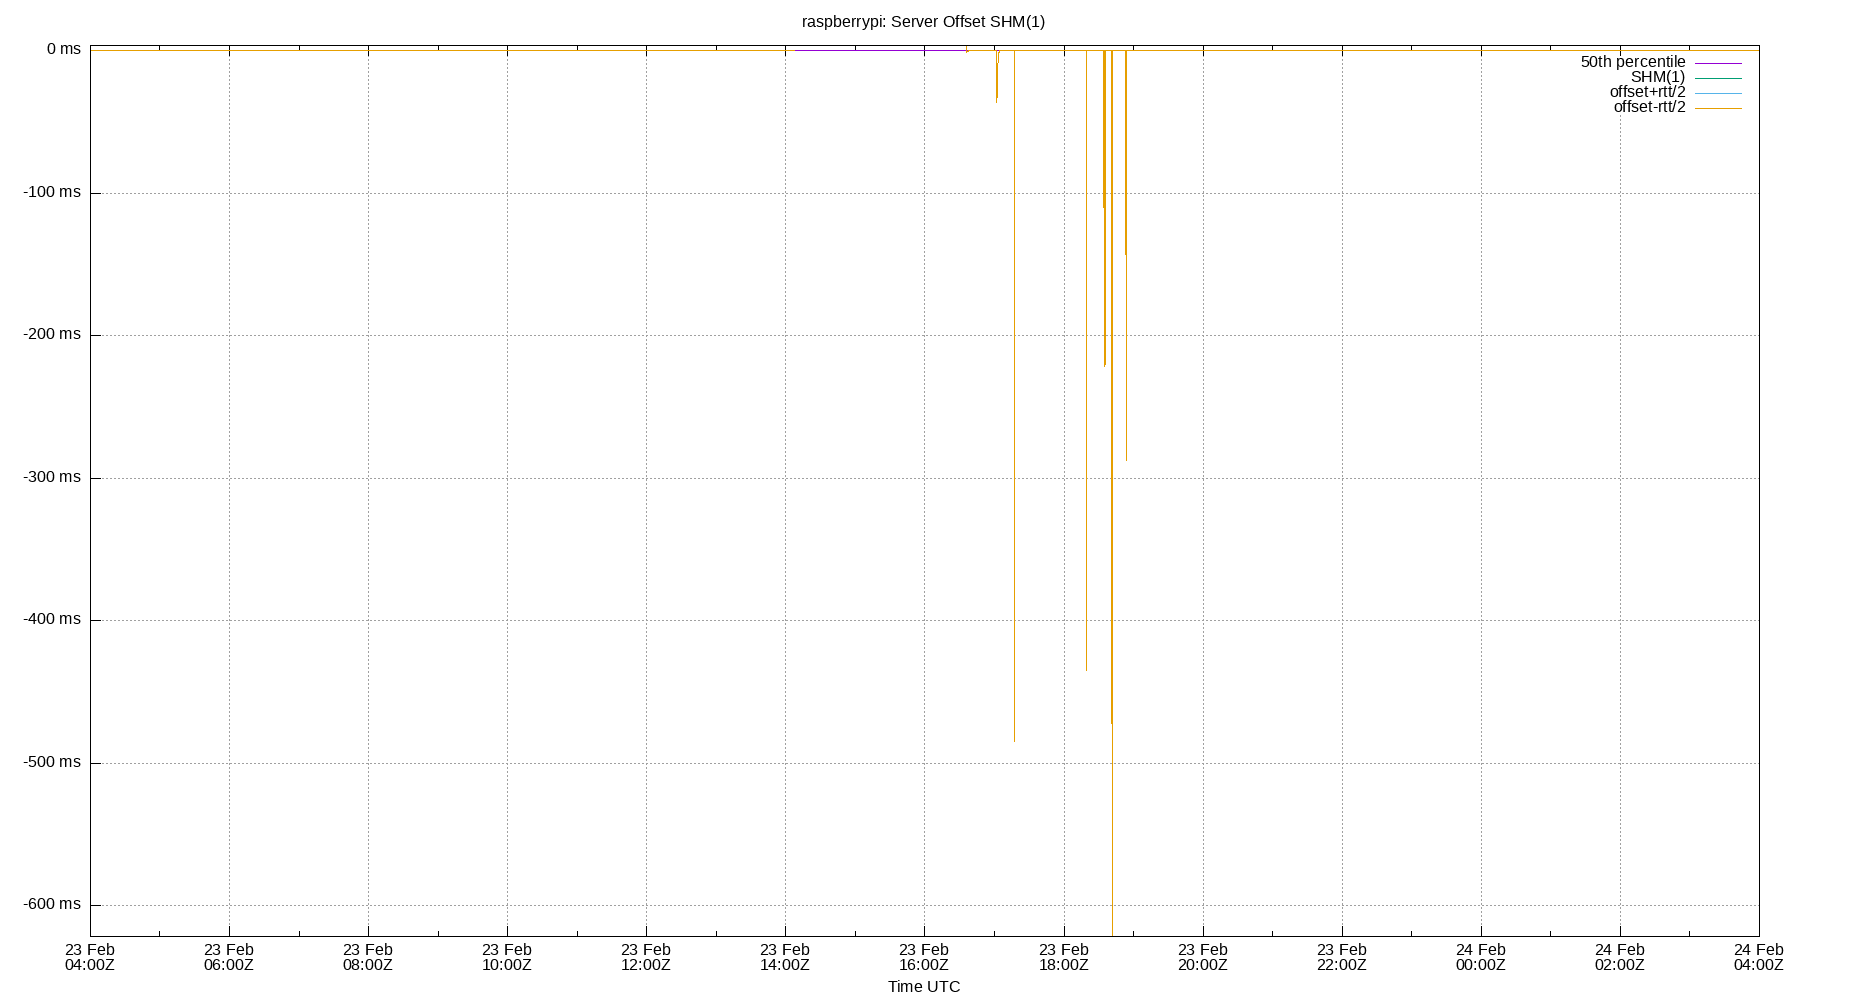 raspberrypi: Server Offset SHM(1)
0 ms
50th percentile
SHM(1)
offset+rtt/2
offset-rtt/2
-100 ms
-200 ms
-300 ms
-400 ms
-500 ms
-600 ms
23 Feb 23 Feb 23 Feb 23 Feb 23 Feb 23 Feb 23 Feb 23 Feb 23 Feb 23 Feb 24 Feb 24 Feb 24 Feb
04:00Z 06:00Z 08:00Z 10:00Z 12:00Z 14:00Z 16:00Z 18:00Z 20:00Z 22:00Z 00:00Z 02:00Z 04:00Z
Time UTC